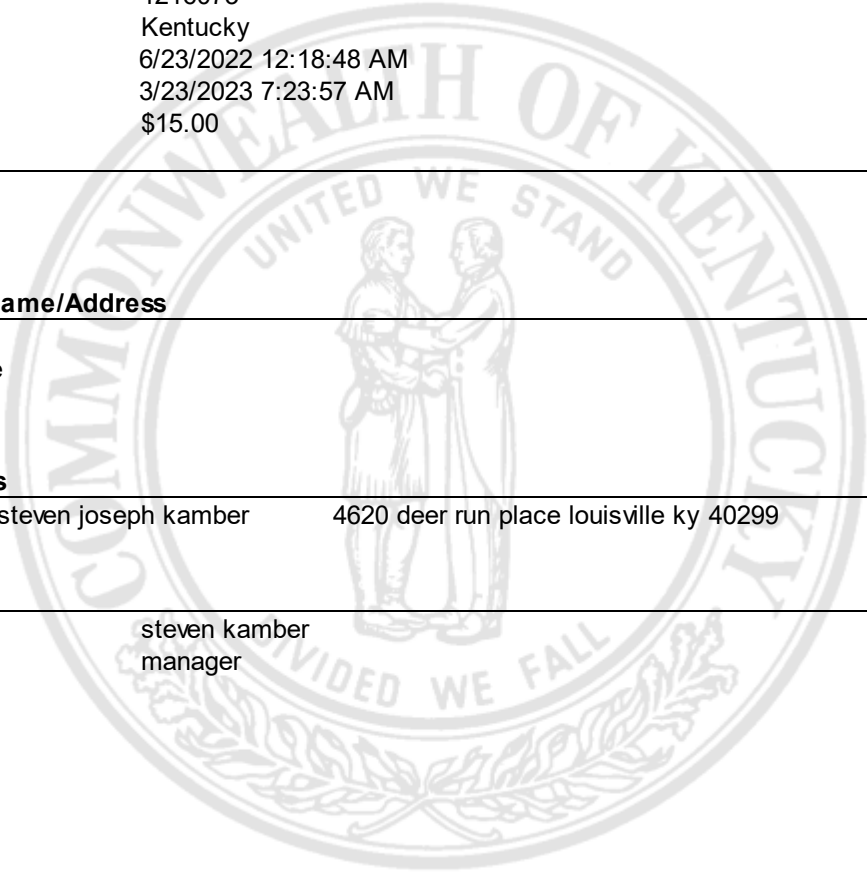 Kentucky
6/23/2022 12:18:48 AM
3/23/2023 7:23:57 AM
$15.00
COMMONWEALTH OF KENTUCKY
UNITED WE STAND
ame/Address
e
s
steven joseph kamber 4620 deer run place louisville ky 40299
steven kamber
manager
DIVIDED WE FALL